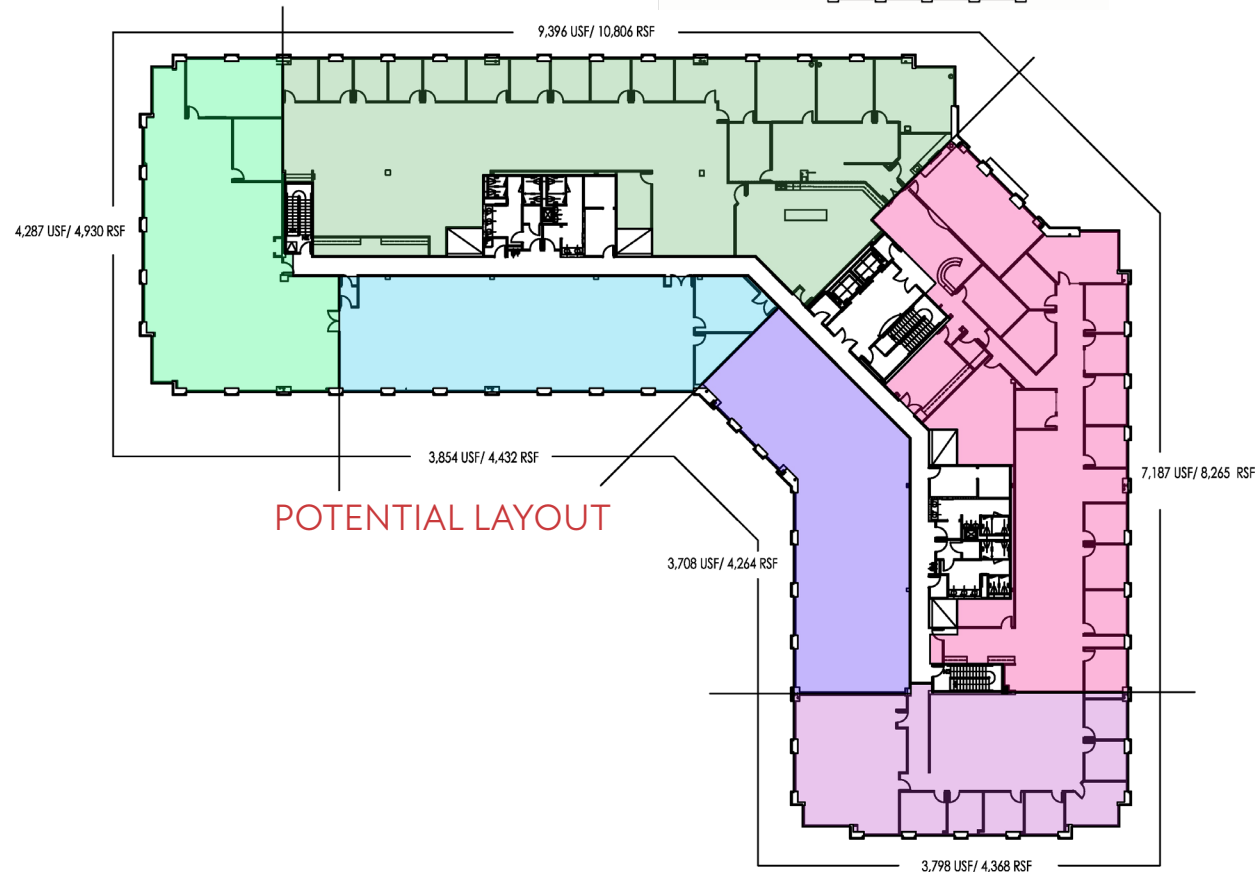 9,396 USF/ 10,806 RSF
4,287 USF/ 4,930 RSF
3,854 USF/ 4,432 RSF
7,187 USF/ 8,265 RSF
POTENTIAL LAYOUT
3,708 USF/ 4,264 RSF
3,798 USF/ 4,368 RSF